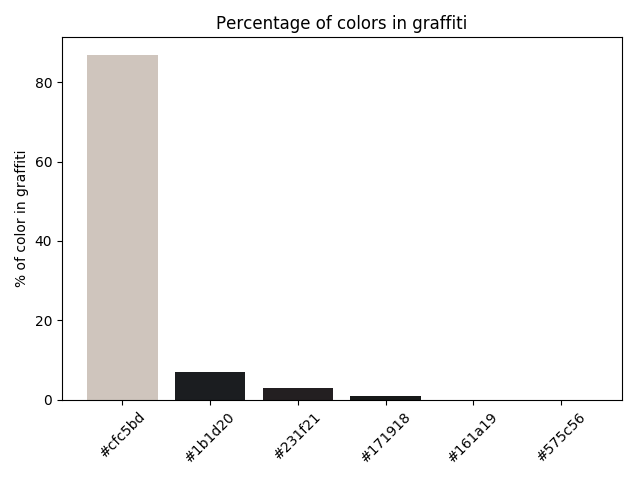 Percentage of colors in graffiti
% of color in graffiti
80
60
40
20
0
#cfc5bd
#1b1d20
#231f21
#171918
#161a19
#575c56